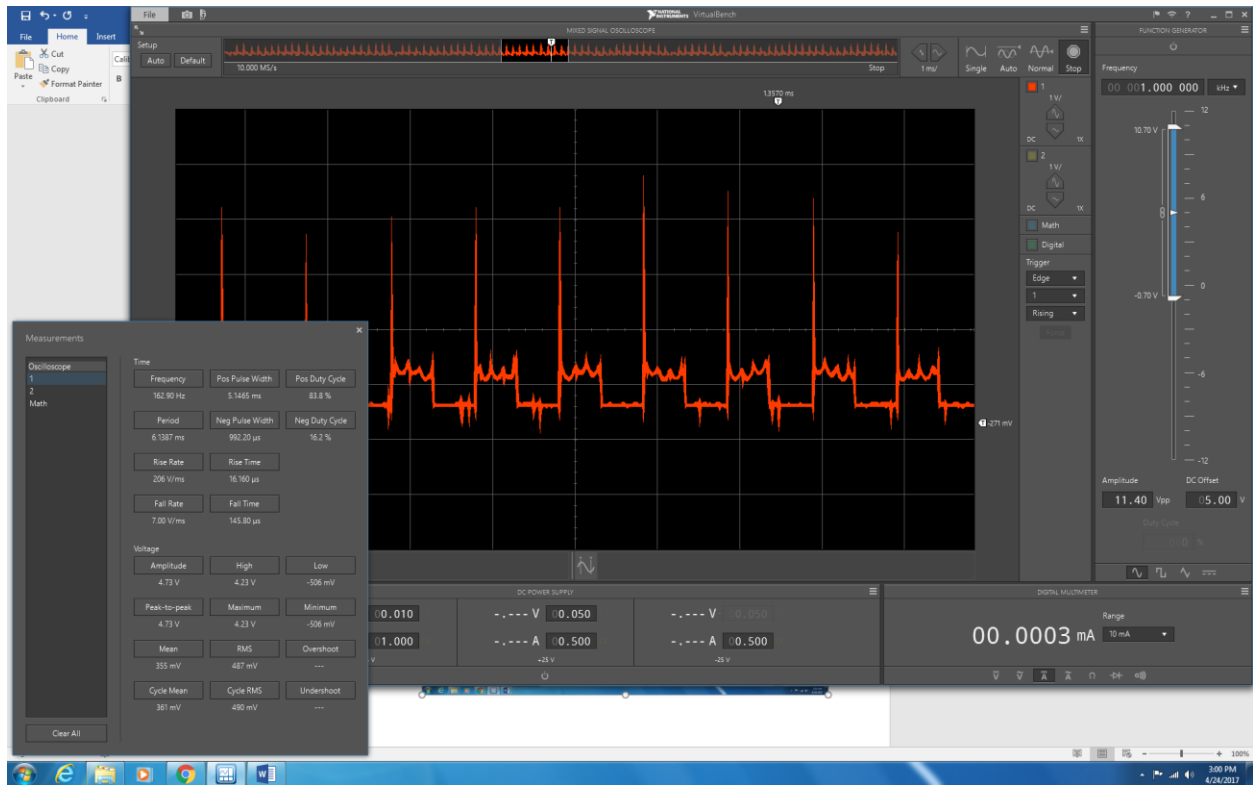 File
NATIONAL INSTRUMENTS VirtualBench
File Home Insert
Cut
Copy
Format Painter
Paste
Clipboard
Calib
B
MIXED SIGNAL OSCILLOSCOPE
Setup
Auto Default
10.000 MS/s
Stop
1 ms/
Single Auto Normal Stop
1.3570 ms
T
1
1 V/
DC 1X
2
1 V/
DC 1X
Math
Digital
Trigger
Edge
1
Rising
-271 mV
FUNCTION GENERATOR
Frequency
00 001.000 000 kHz
12
10.70 V
6
0
-0.70 V
-6
-12
Amplitude DC Offset
11.40 Vpp 05.00 V
Duty Cycle
Measurements
Oscilloscope
1
2
Math
Clear All
Time
Frequency Pos Pulse Width Pos Duty Cycle
162.90 Hz 5.1465 ms 83.8 %
Period Neg Pulse Width Neg Duty Cycle
6.1387 ms 992.20 µs 16.2 %
Rise Rate Rise Time
206 V/ms 16.160 µs
Fall Rate Fall Time
7.00 V/ms 145.80 µs
Voltage
Amplitude High Low
4.73 V 4.23 V -506 mV
Peak-to-peak Maximum Minimum
4.73 V 4.23 V -506 mV
Mean RMS Overshoot
355 mV 487 mV ---
Cycle Mean Cycle RMS Undershoot
361 mV 490 mV ---
DC POWER SUPPLY
00.010 -.--- V 00.050 -.--- V 00.050
01.000 -.--- A 00.500 -.--- A 00.500
V +25 V -25 V
DIGITAL MULTIMETER
00.0003 mA
Range
10 mA
100%
3:00 PM
4/24/2017